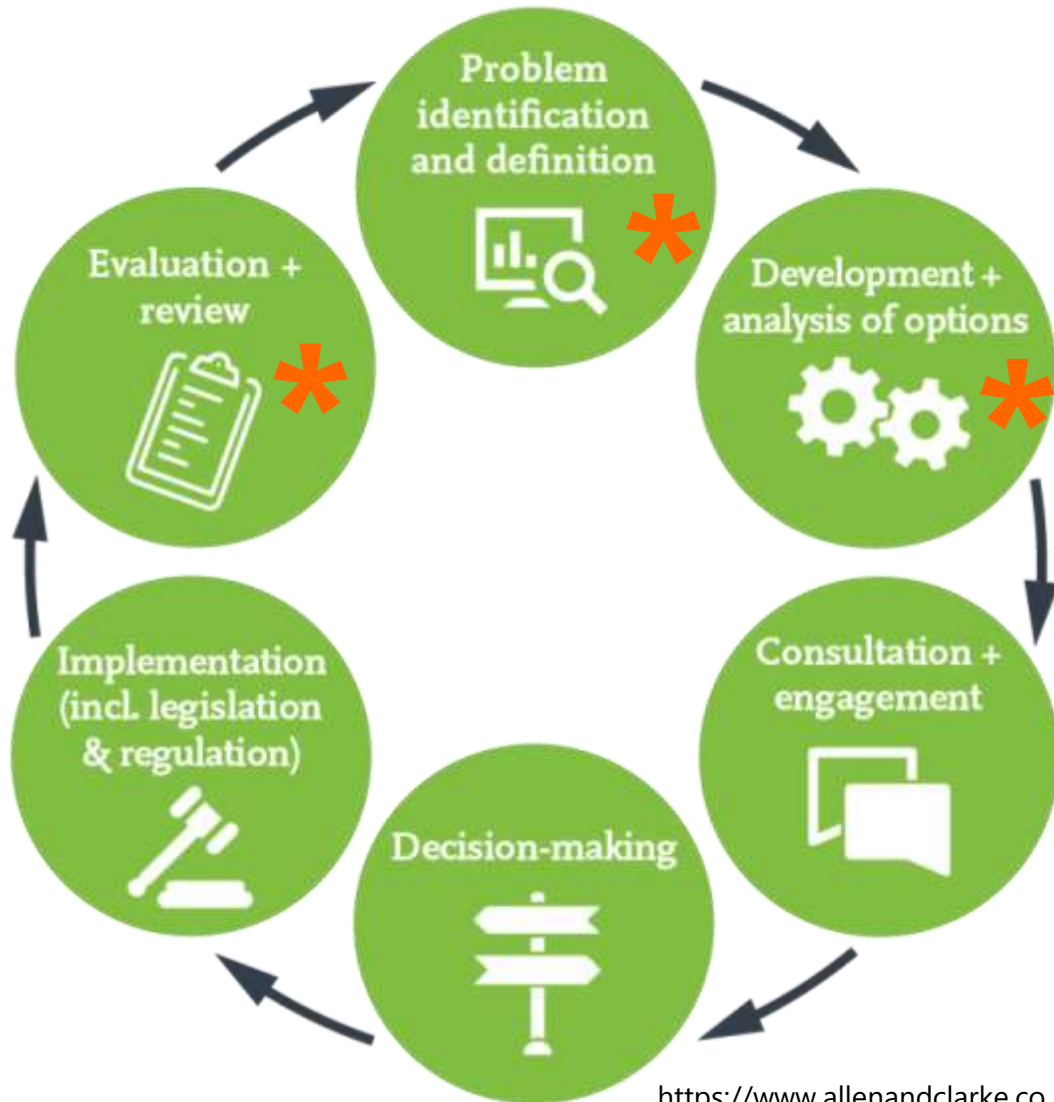 Problem
identification
and definition
Development +
analysis of options
Consultation +
engagement
Decision-making
Implementation
(incl. legislation
& regulation)
Evaluation +
review
https://www.allenandclarke.co